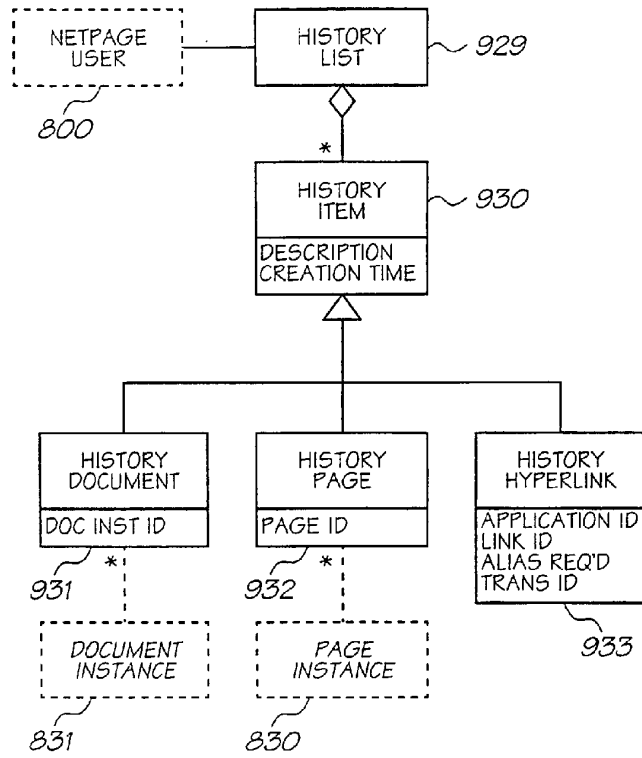 NETPAGE
USER
800
HISTORY
LIST
929
*
HISTORY
ITEM
930
DESCRIPTION
CREATION TIME
HISTORY
DOCUMENT
DOC INST ID
931
*
HISTORY
PAGE
PAGE ID
932
*
HISTORY
HYPERLINK
APPLICATION ID
LINK ID
ALIAS REQ'D
TRANS ID
933
DOCUMENT
INSTANCE
831
PAGE
INSTANCE
830